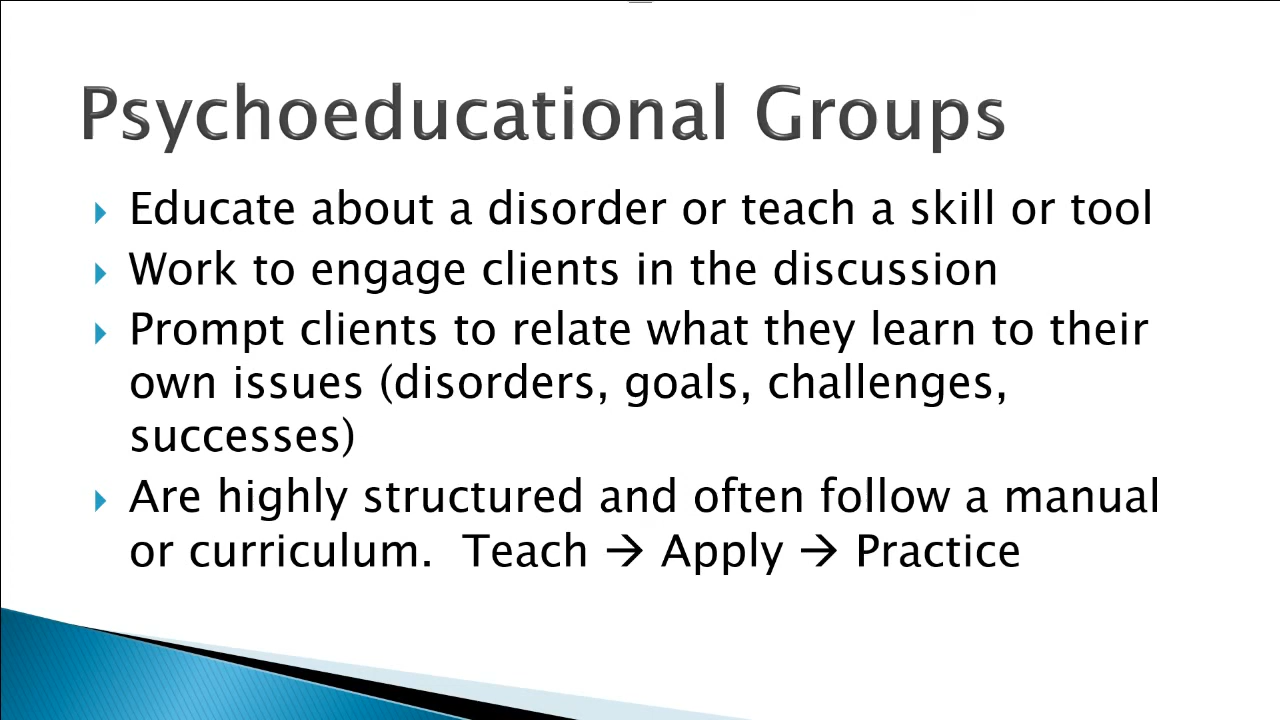 Psychoeducational Groups
Educate about a disorder or teach a skill or tool
Work to engage clients in the discussion
Prompt clients to relate what they learn to their
own issues (disorders, goals, challenges,
successes)
Are highly structured and often follow a manual
or curriculum.  Teach → Apply → Practice